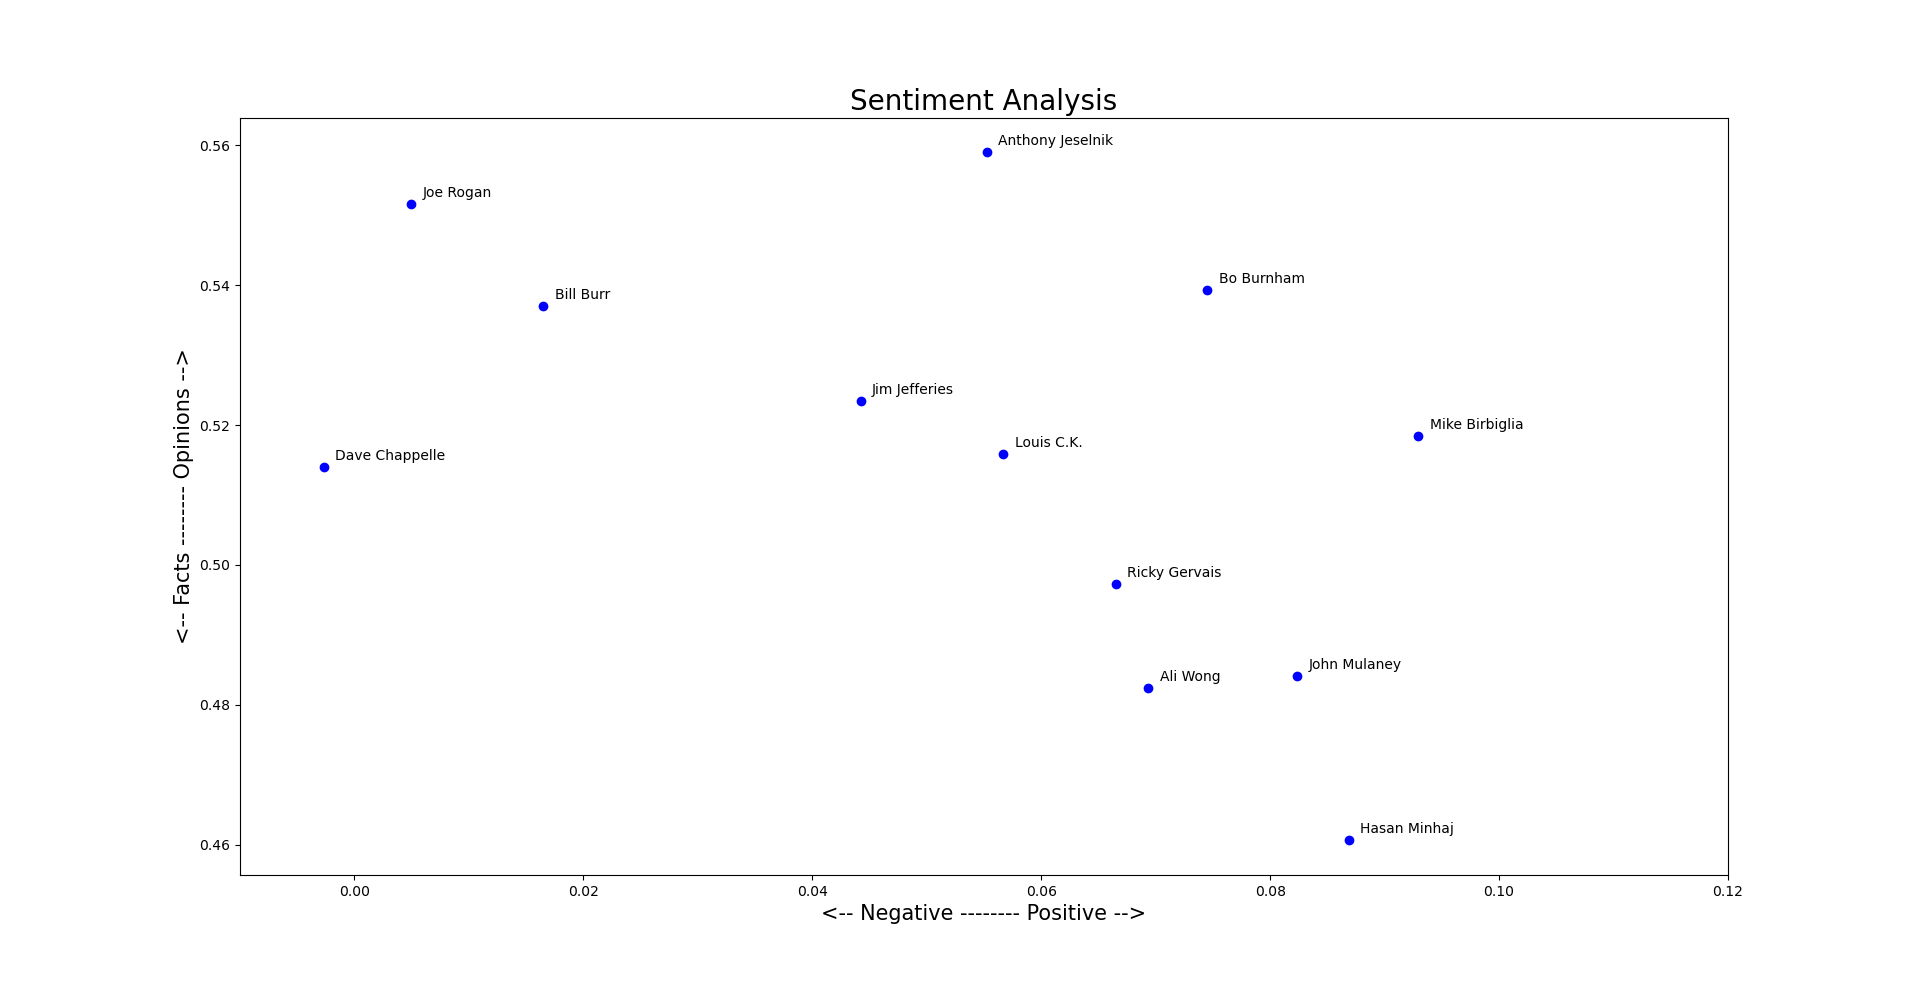 Sentiment Analysis
0.56
Anthony Jeselnik
Joe Rogan
0.54
Bill Burr
Bo Burnham
Jim Jefferies
0.52
Mike Birbiglia
Louis C.K.
Dave Chappelle
<-- Facts --------- Opinions -->
0.50
Ricky Gervais
John Mulaney
Ali Wong
0.48
Hasan Minhaj
0.46
0.00 0.02 0.04 0.06 0.08 0.10 0.12
<-- Negative -------- Positive -->